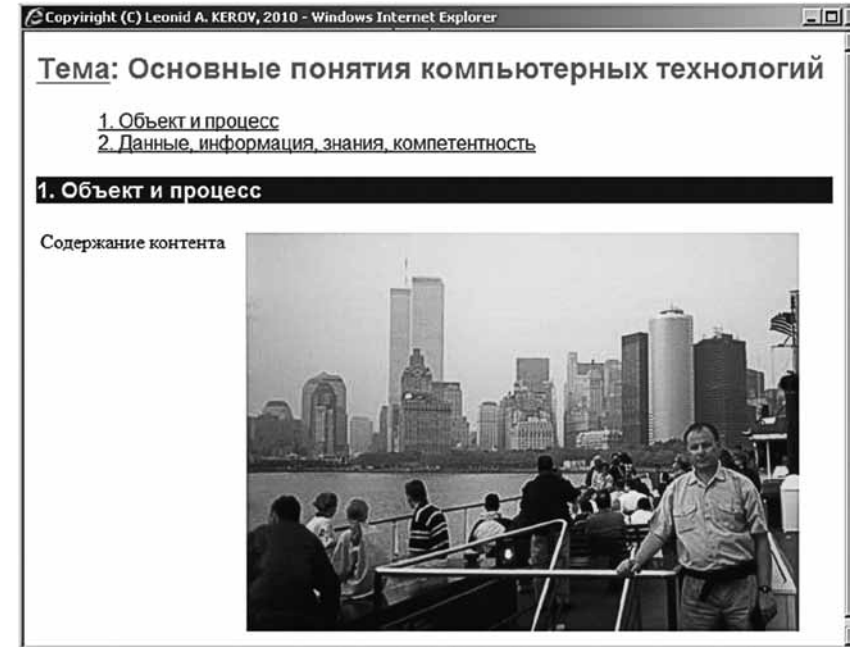 Copyiright (C) Leonid A. KEROV, 2010 - Windows Internet Explorer
Тема: Основные понятия компьютерных технологий
1. Объект и процесс
2. Данные, информация, знания, компетентность
1. Объект и процесс
Содержание контента